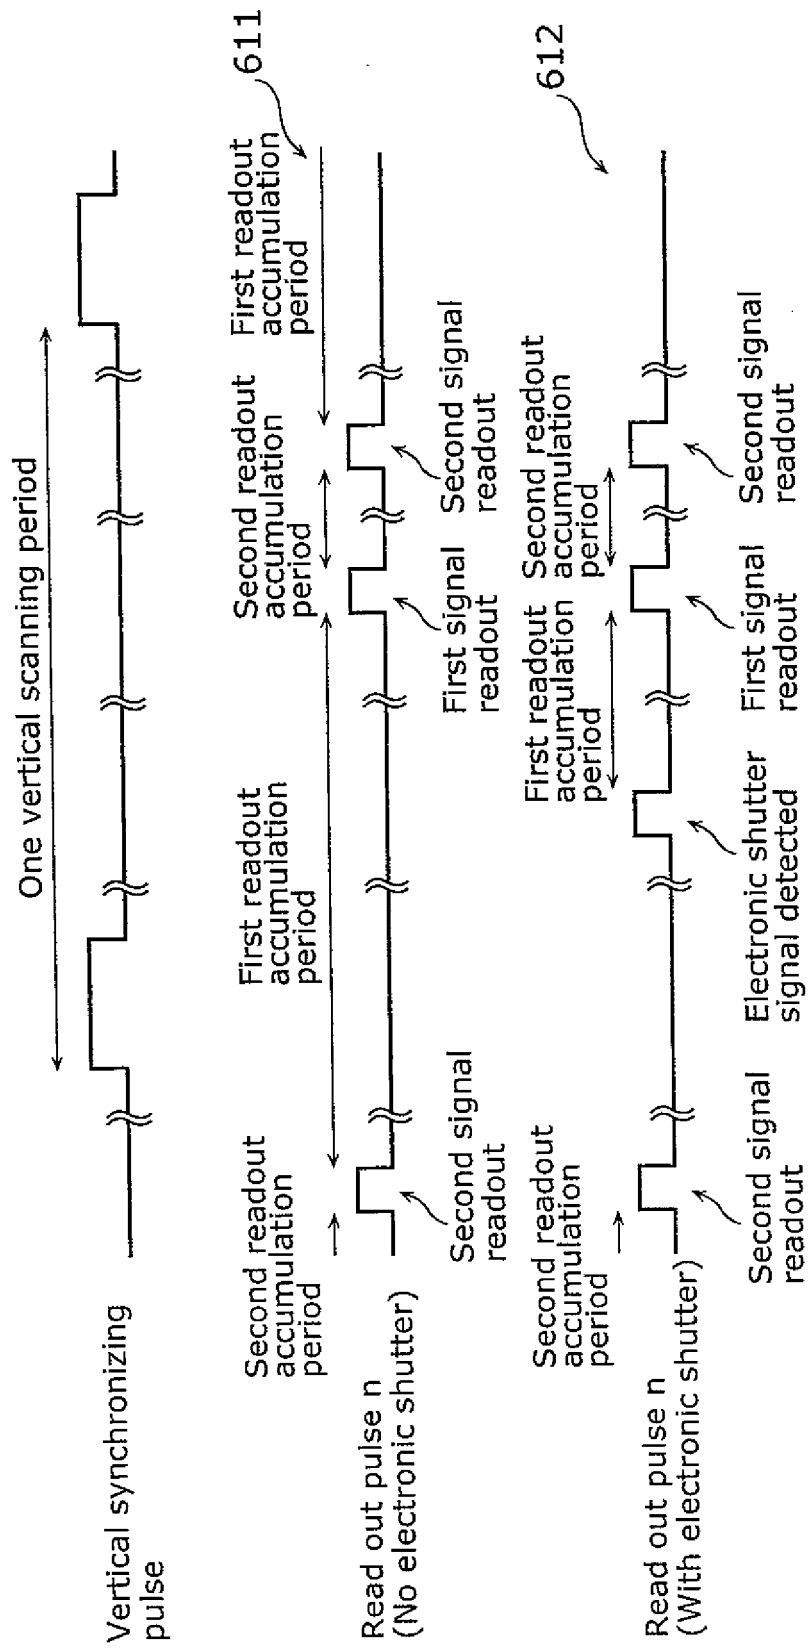 One vertical scanning period
Vertical synchronizing
pulse
611
Second readout
accumulation
period
First readout
accumulation
period
Second readout
accumulation
period
First readout
accumulation
period
Read out pulse n
(No electronic shutter)
Second signal
readout
First signal
readout
Second signal
readout
612
Second readout
accumulation
period
First readout
accumulation
period
Second readout
accumulation
period
Read out pulse n
(With electronic shutter)
Second signal
readout
Electronic shutter
signal detected
First signal
readout
Second signal
readout